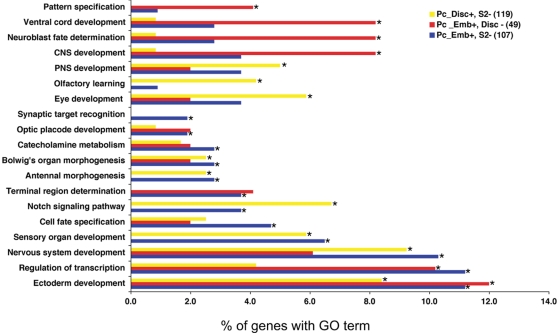 Pattern specification
Ventral cord development
Neuroblast fate determination
CNS development
PNS development
Olfactory learning
Eye development
Synaptic target recognition
Optic placode development
Catecholamine metabolism
Bolwig's organ morphogenesis
Antennal morphogenesis
Terminal region determination
Notch signaling pathway
Cell fate specification
Sensory organ development
Nervous system development
Regulation of transcription
Ectoderm development
Pc_Disc+, S2- (119)
Pc _Emb+, Disc - (49)
Pc_Emb+, S2- (107)
* * * * * * * * * * * * * * * * * * * * * * * * * *
0.0 2.0 4.0 6.0 8.0 10.0 12.0 14.0
% of genes with GO term